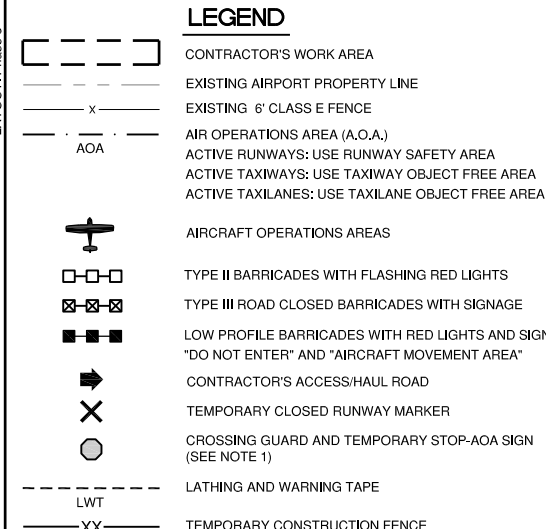 LEGEND
CONTRACTOR'S WORK AREA
EXISTING AIRPORT PROPERTY LINE
x
EXISTING 6' CLASS E FENCE
AIR OPERATIONS AREA (A.O.A.)
AOA
ACTIVE RUNWAYS: USE RUNWAY SAFETY AREA
ACTIVE TAXIWAYS: USE TAXIWAY OBJECT FREE AREA
ACTIVE TAXILANES: USE TAXILANE OBJECT FREE AREA
AIRCRAFT OPERATIONS AREAS
TYPE II BARRICADES WITH FLASHING RED LIGHTS
TYPE III ROAD CLOSED BARRICADES WITH SIGNAGE
LOW PROFILE BARRICADES WITH RED LIGHTS AND SIGN
"DO NOT ENTER" AND "AIRCRAFT MOVEMENT AREA"
CONTRACTOR'S ACCESS/HAUL ROAD
TEMPORARY CLOSED RUNWAY MARKER
CROSSING GUARD AND TEMPORARY STOP-AOA SIGN
(SEE NOTE 1)
LATHING AND WARNING TAPE
LWT
XX
TEMPORARY CONSTRUCTION FENCE